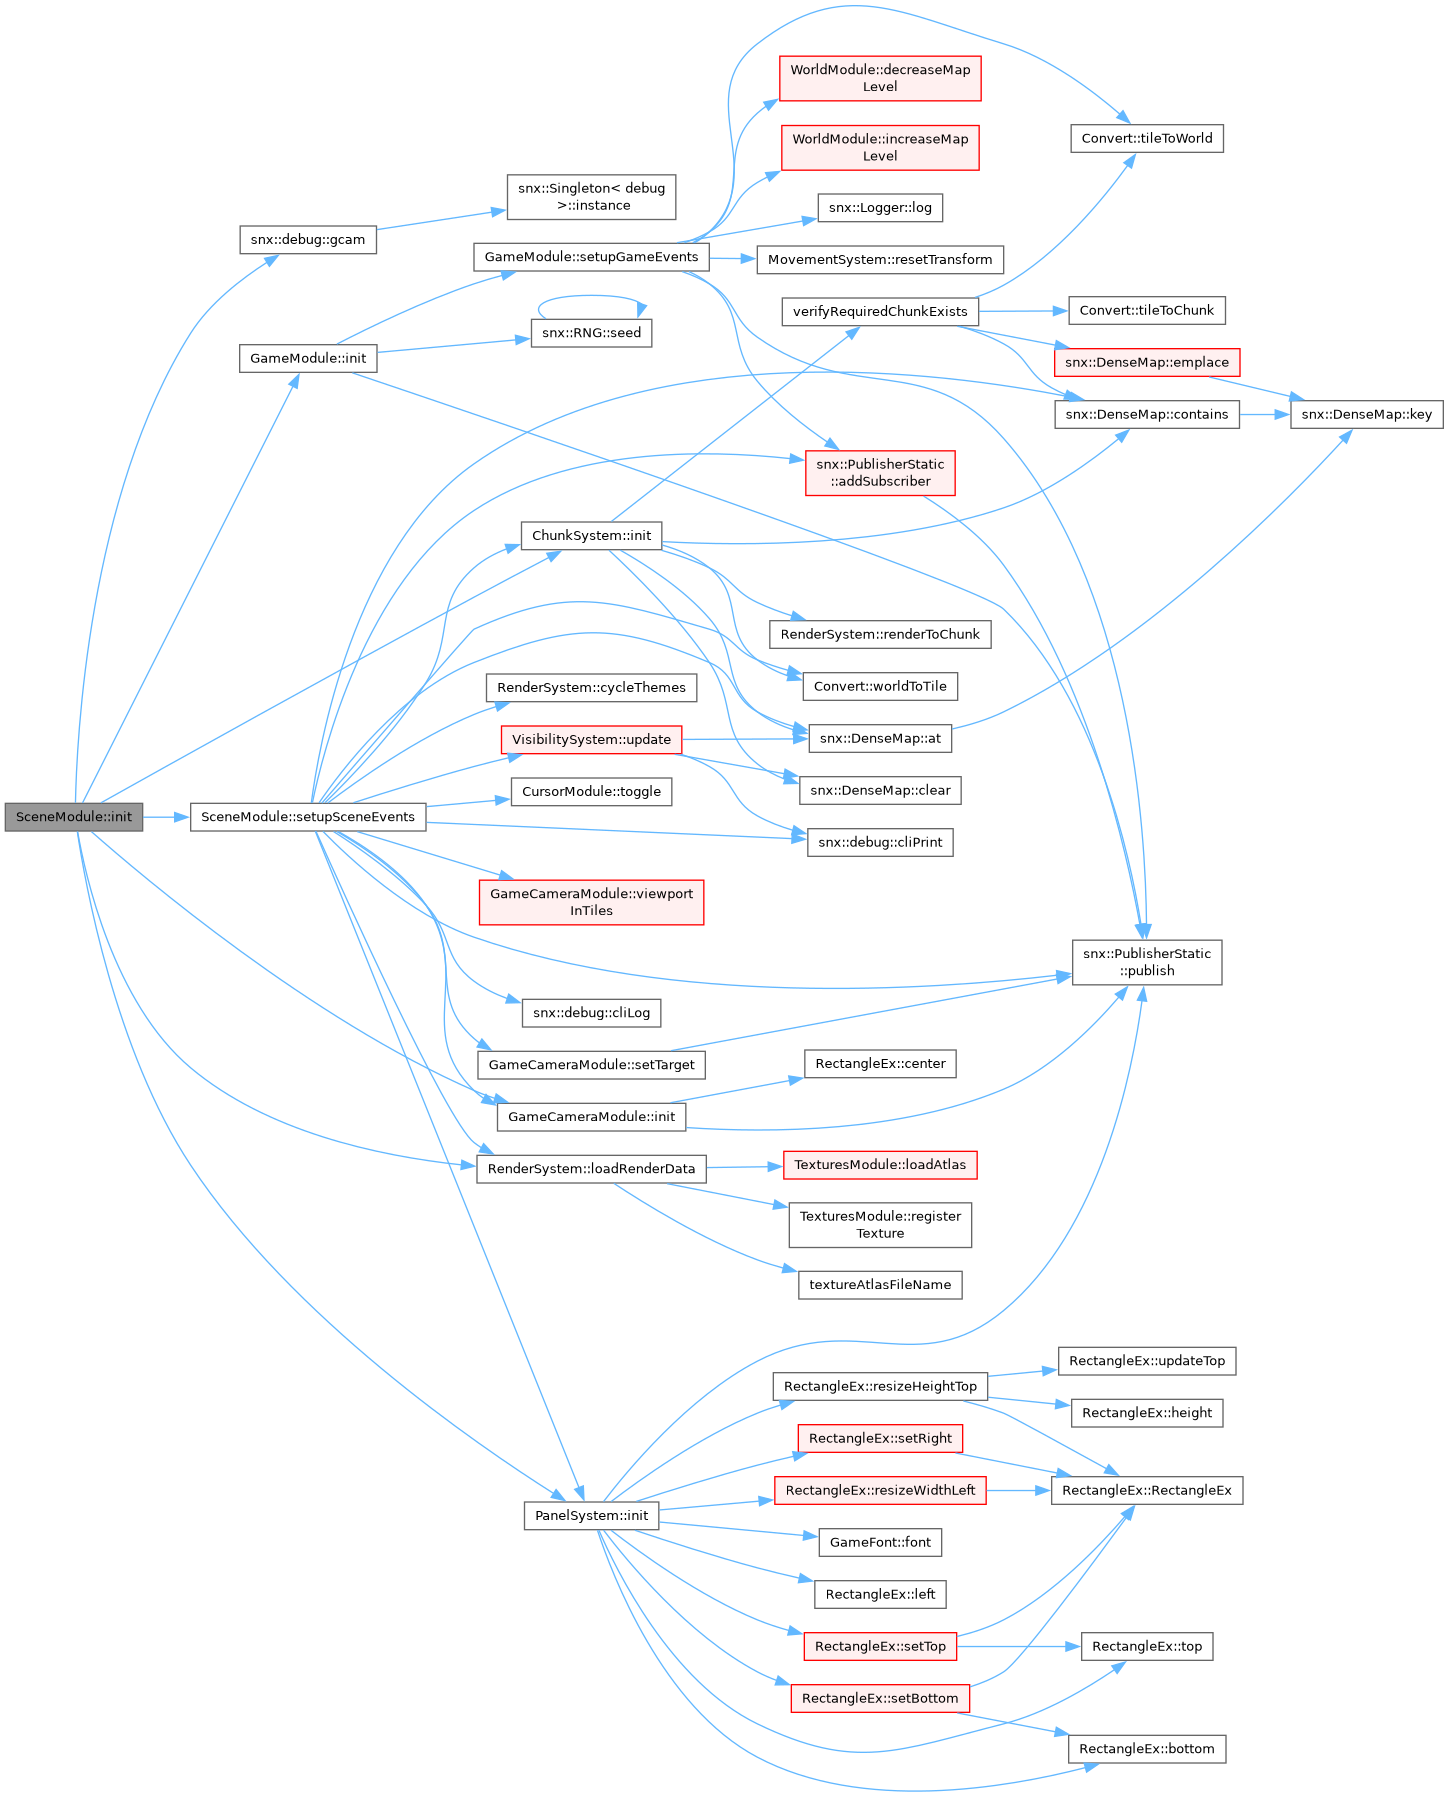 WorldModule::decreaseMap
Level
WorldModule::increaseMap
Level
Convert::tileToWorld
snx::Singleton< debug
>::instance
snx::Logger::log
snx::debug::gcam
GameModule::setupGameEvents
MovementSystem::resetTransform
verifyRequiredChunkExists
Convert::tileToChunk
snx::RNG::seed
GameModule::init
snx::DenseMap::emplace
snx::DenseMap::contains
snx::DenseMap::key
snx::PublisherStatic
::addSubscriber
ChunkSystem::init
RenderSystem::renderToChunk
RenderSystem::cycleThemes
Convert::worldToTile
VisibilitySystem::update
snx::DenseMap::at
CursorModule::toggle
snx::DenseMap::clear
SceneModule::init
SceneModule::setupSceneEvents
snx::debug::cliPrint
GameCameraModule::viewport
InTiles
snx::PublisherStatic
::publish
snx::debug::cliLog
GameCameraModule::setTarget
RectangleEx::center
GameCameraModule::init
RenderSystem::loadRenderData
TexturesModule::loadAtlas
TexturesModule::register
Texture
textureAtlasFileName
RectangleEx::updateTop
RectangleEx::resizeHeightTop
RectangleEx::height
RectangleEx::setRight
RectangleEx::resizeWidthLeft
RectangleEx::RectangleEx
PanelSystem::init
GameFont::font
RectangleEx::left
RectangleEx::setTop
RectangleEx::top
RectangleEx::setBottom
RectangleEx::bottom